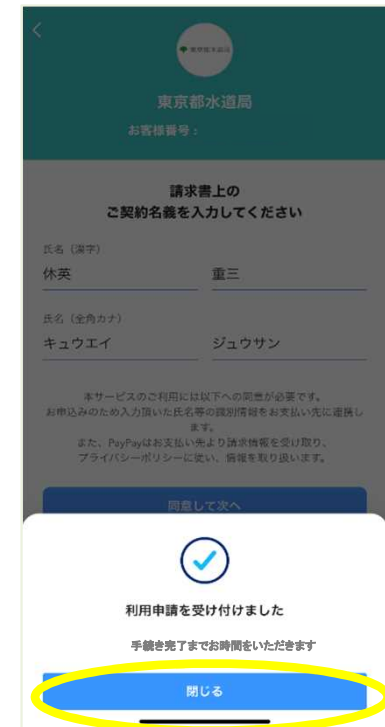 東京都水道局
東京都水道局
お客様番号：
請求書上の
ご契約名義を入力してください
氏名（漢字）
休英 重三
氏名（全角カナ）
キュウエイ ジュウサン
本サービスのご利用には以下への同意が必要です。
お申込みのため入力頂いた氏名等の識別情報をお支払い先に連携し
ます。
また、PayPayはお支払い先より請求情報を受け取り、
プライバシーポリシーに従い、情報を取り扱います。
同意して次へ
利用申請を受け付けました
手続き完了までお時間をいただきます
閉じる